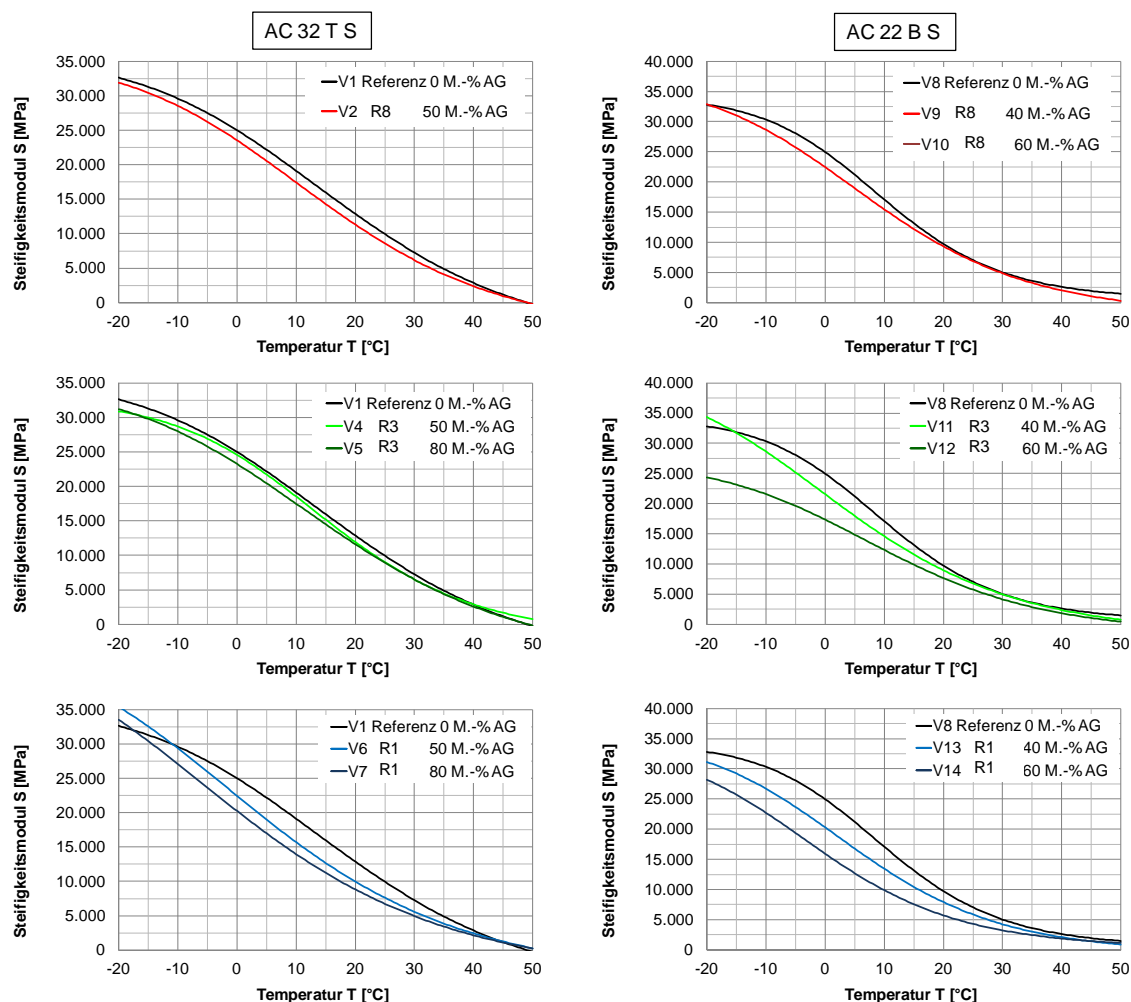 AC 32 T S
AC 22 B S
Steifigkeitsmodul S [MPa]
35.000
30.000
25.000
20.000
15.000
10.000
5.000
0
-20 -10 0 10 20 30 40 50
Temperatur T [°C]
V1 Referenz 0 M.-% AG
V2 R8 50 M.-% AG
Steifigkeitsmodul S [MPa]
40.000
35.000
30.000
25.000
20.000
15.000
10.000
5.000
0
-20 -10 0 10 20 30 40 50
Temperatur T [°C]
V8 Referenz 0 M.-% AG
V9 R8 40 M.-% AG
V10 R8 60 M.-% AG
Steifigkeitsmodul S [MPa]
35.000
30.000
25.000
20.000
15.000
10.000
5.000
0
-20 -10 0 10 20 30 40 50
Temperatur T [°C]
V1 Referenz 0 M.-% AG
V4 R3 50 M.-% AG
V5 R3 80 M.-% AG
Steifigkeitsmodul S [MPa]
40.000
35.000
30.000
25.000
20.000
15.000
10.000
5.000
0
-20 -10 0 10 20 30 40 50
Temperatur T [°C]
V8 Referenz 0 M.-% AG
V11 R3 40 M.-% AG
V12 R3 60 M.-% AG
Steifigkeitsmodul S [MPa]
35.000
30.000
25.000
20.000
15.000
10.000
5.000
0
-20 -10 0 10 20 30 40 50
Temperatur T [°C]
V1 Referenz 0 M.-% AG
V6 R1 50 M.-% AG
V7 R1 80 M.-% AG
Steifigkeitsmodul S [MPa]
40.000
35.000
30.000
25.000
20.000
15.000
10.000
5.000
0
-20 -10 0 10 20 30 40 50
Temperatur T [°C]
V8 Referenz 0 M.-% AG
V13 R1 40 M.-% AG
V14 R1 60 M.-% AG